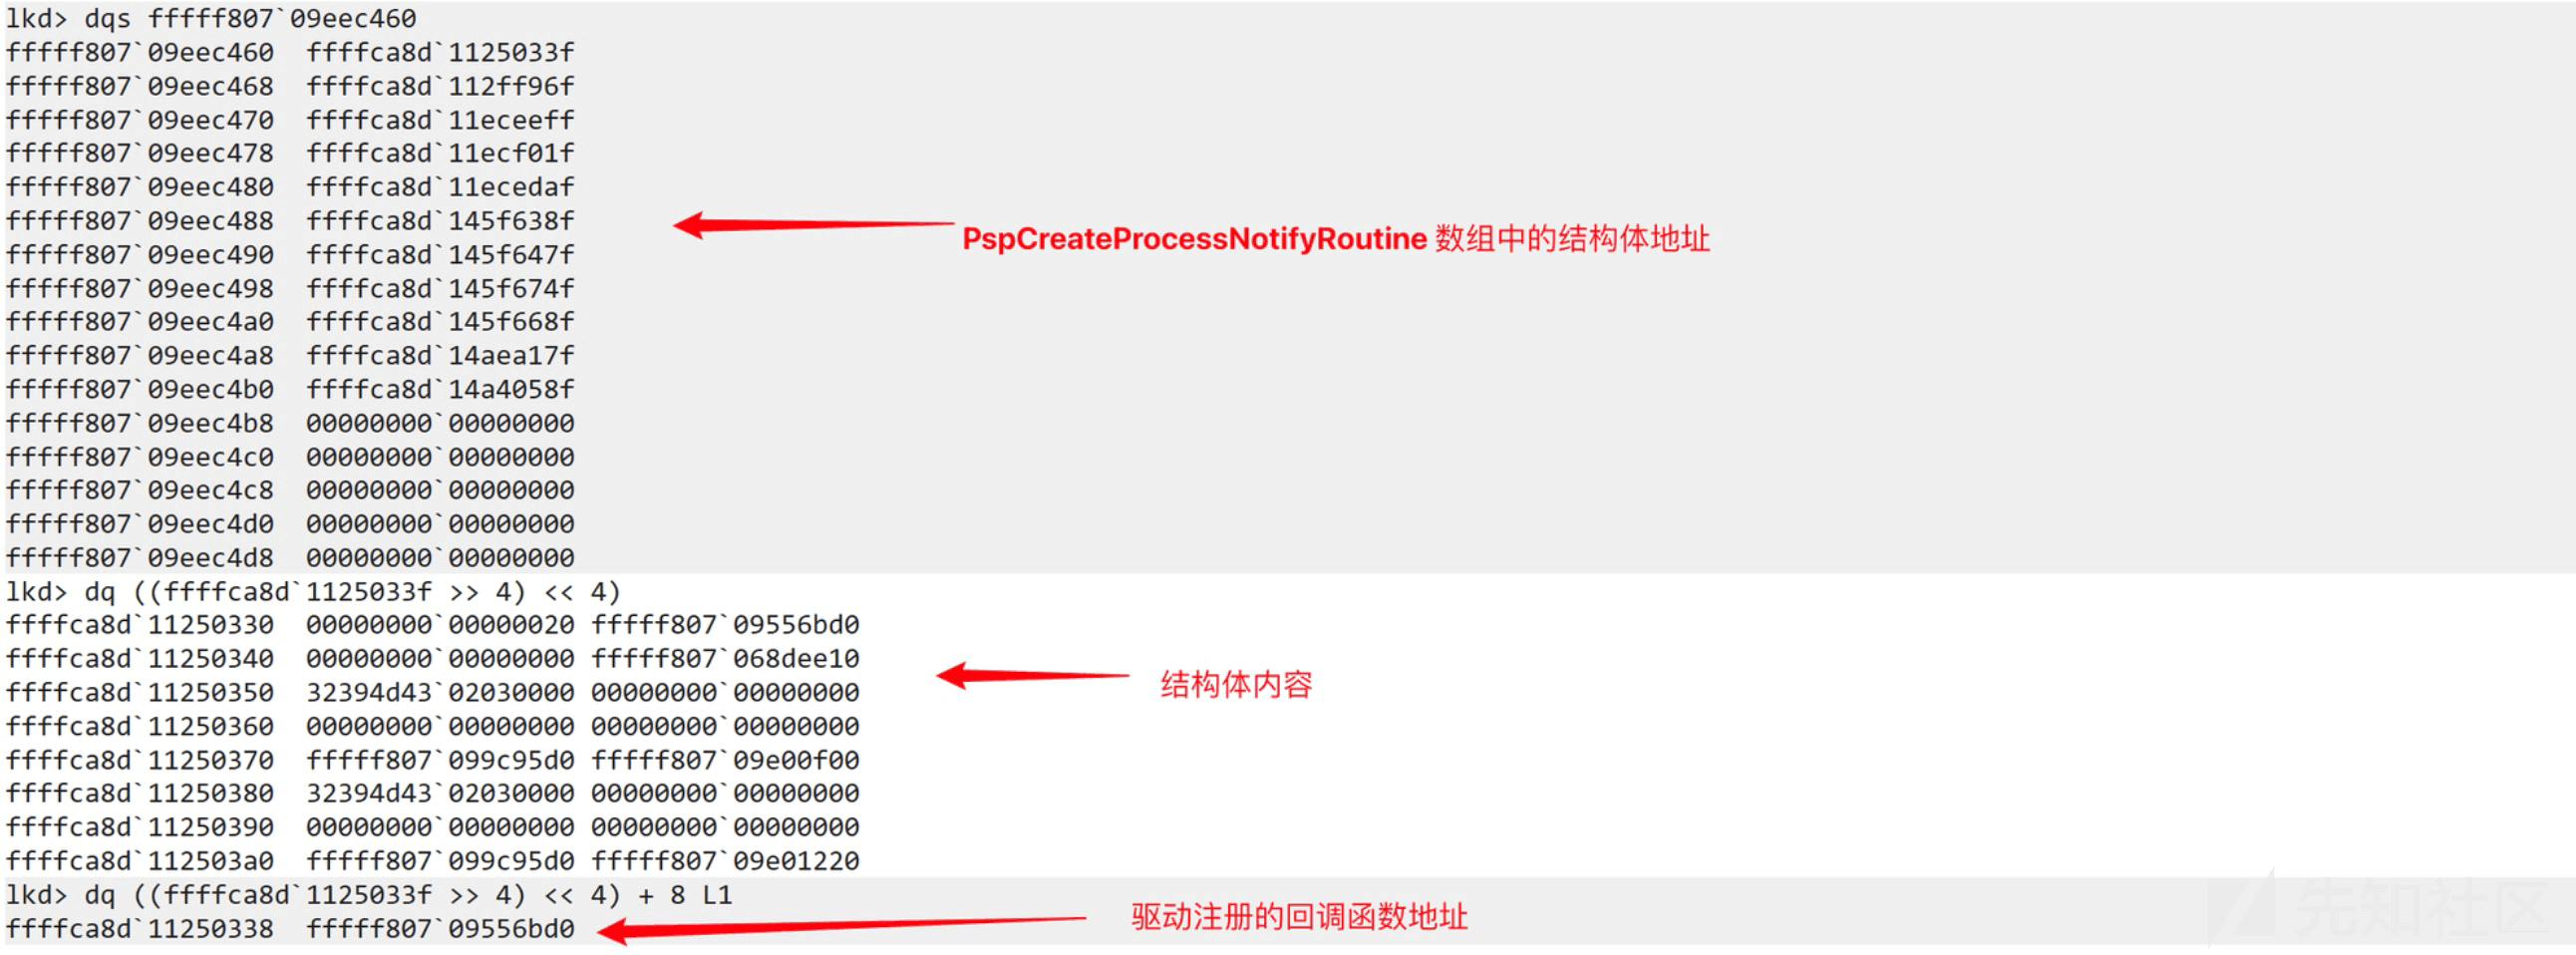 lkd> dqs fffff807`09eec460
fffff807`09eec460  ffffca8d`1125033f
fffff807`09eec468  ffffca8d`112ff96f
fffff807`09eec470  ffffca8d`11eceeff
fffff807`09eec478  ffffca8d`11ecf01f
fffff807`09eec480  ffffca8d`11ecedaf
fffff807`09eec488  ffffca8d`145f638f
PspCreateProcessNotifyRoutine 数组中的结构体地址
fffff807`09eec490  ffffca8d`145f647f
fffff807`09eec498  ffffca8d`145f674f
fffff807`09eec4a0  ffffca8d`145f668f
fffff807`09eec4a8  ffffca8d`14aea17f
fffff807`09eec4b0  ffffca8d`14a4058f
fffff807`09eec4b8  00000000`00000000
fffff807`09eec4c0  00000000`00000000
fffff807`09eec4c8  00000000`00000000
fffff807`09eec4d0  00000000`00000000
fffff807`09eec4d8  00000000`00000000
lkd> dq ((ffffca8d`1125033f >> 4) << 4)
ffffca8d`11250330  00000000`00000020 fffff807`09556bd0
ffffca8d`11250340  00000000`00000000 fffff807`068dee10
结构体内容
ffffca8d`11250350  32394d43`02030000 00000000`00000000
ffffca8d`11250360  00000000`00000000 00000000`00000000
ffffca8d`11250370  fffff807`099c95d0 fffff807`09e00f00
ffffca8d`11250380  32394d43`02030000 00000000`00000000
ffffca8d`11250390  00000000`00000000 00000000`00000000
ffffca8d`112503a0  fffff807`099c95d0 fffff807`09e01220
lkd> dq ((ffffca8d`1125033f >> 4) << 4) + 8 L1
驱动注册的回调函数地址
ffffca8d`11250338  fffff807`09556bd0
先知社区